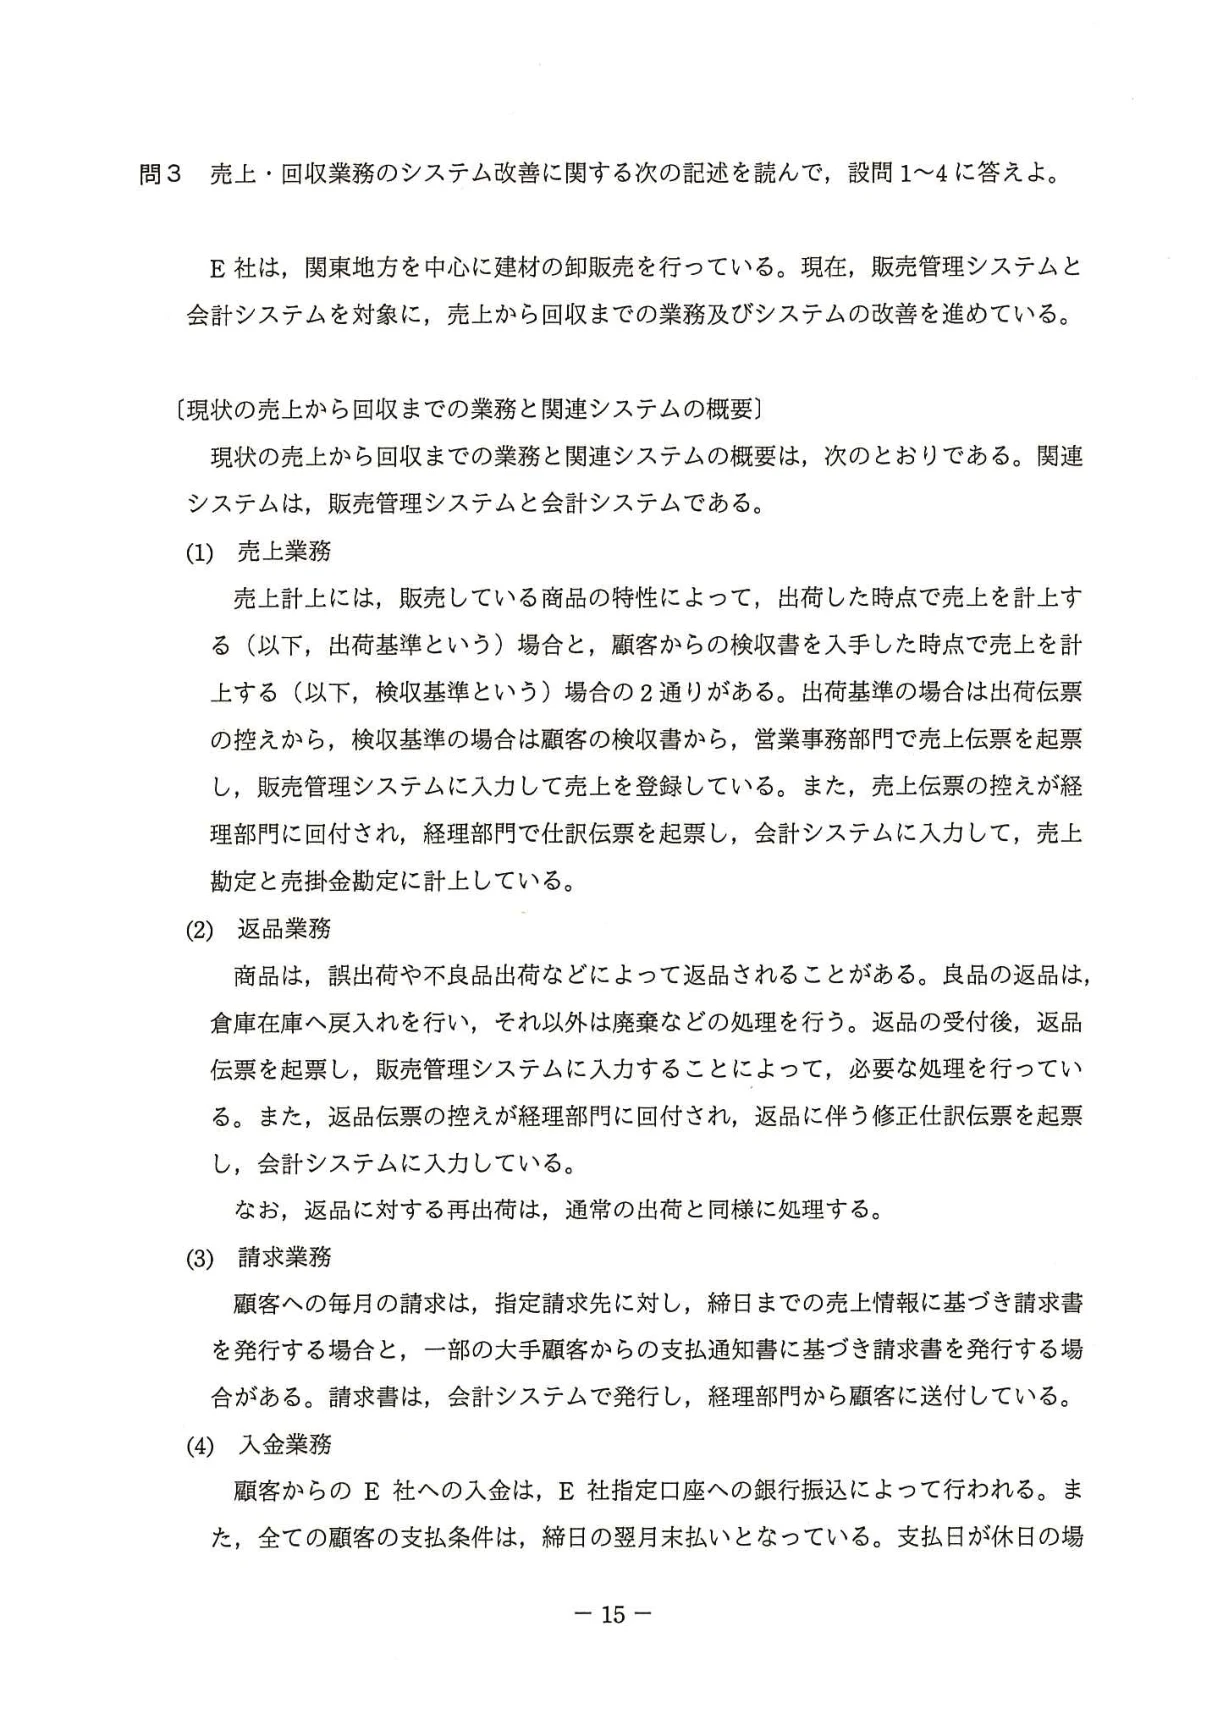 問3 売上・回収業務のシステム改善に関する次の記述を読んで，設問1～4に答えよ。
E社は，関東地方を中心に建材の卸販売を行っている。現在，販売管理システムと
会計システムを対象に，売上から回収までの業務及びシステムの改善を進めている。
〔現状の売上から回収までの業務と関連システムの概要〕
現状の売上から回収までの業務と関連システムの概要は，次のとおりである。関連
システムは，販売管理システムと会計システムである。
(1) 売上業務
売上計上には，販売している商品の特性によって，出荷した時点で売上を計上す
る（以下，出荷基準という）場合と，顧客からの検収書を入手した時点で売上を計
上する（以下，検収基準という）場合の2通りがある。出荷基準の場合は出荷伝票
の控えから，検収基準の場合は顧客の検収書から，営業事務部門で売上伝票を起票
し，販売管理システムに入力して売上を登録している。また，売上伝票の控えが経
理部門に回付され，経理部門で仕訳伝票を起票し，会計システムに入力して，売上
勘定と売掛金勘定に計上している。
(2) 返品業務
商品は，誤出荷や不良品出荷などによって返品されることがある。良品の返品は，
倉庫在庫へ戻入れを行い，それ以外は廃棄などの処理を行う。返品の受付後，返品
伝票を起票し，販売管理システムに入力することによって，必要な処理を行ってい
る。また，返品伝票の控えが経理部門に回付され，返品に伴う修正仕訳伝票を起票
し，会計システムに入力している。
なお，返品に対する再出荷は，通常の出荷と同様に処理する。
(3) 請求業務
顧客への毎月の請求は，指定請求先に対し，締日までの売上情報に基づき請求書
を発行する場合と，一部の大手顧客からの支払通知書に基づき請求書を発行する場
合がある。請求書は，会計システムで発行し，経理部門から顧客に送付している。
(4) 入金業務
顧客からの E 社への入金は，E 社指定口座への銀行振込によって行われる。ま
た，全ての顧客の支払条件は，締日の翌月末払いとなっている。支払日が休日の場
－ 15 －